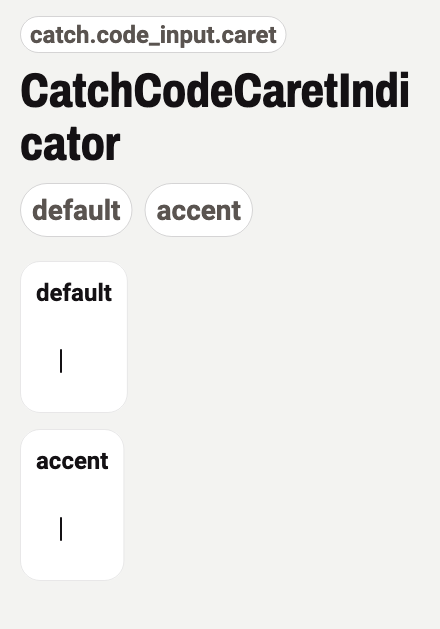 catch.code_input.caret
CatchCodeCaretIndi
cator
default
accent
default
accent